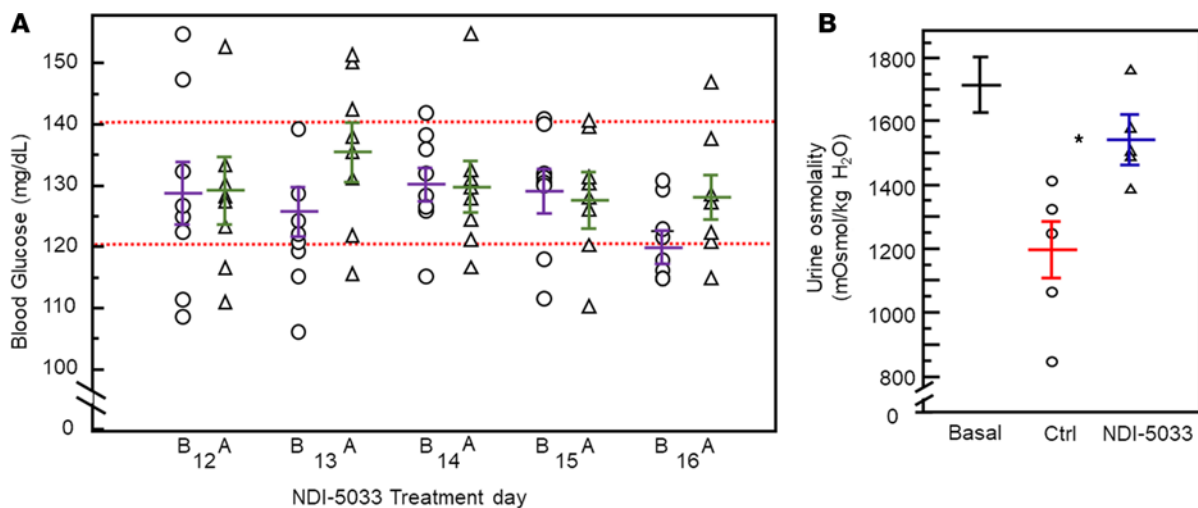 A
Blood Glucose (mg/dL)
150
140
130
120
110
100
0
B A B A B A B A B A
12 13 14 15 16
NDI-5033 Treatment day
B
Urine osmolality
(mOsmol/kg H₂O)
1800
1600
1400
1200
1000
800
0
*
Basal Ctrl NDI-5033